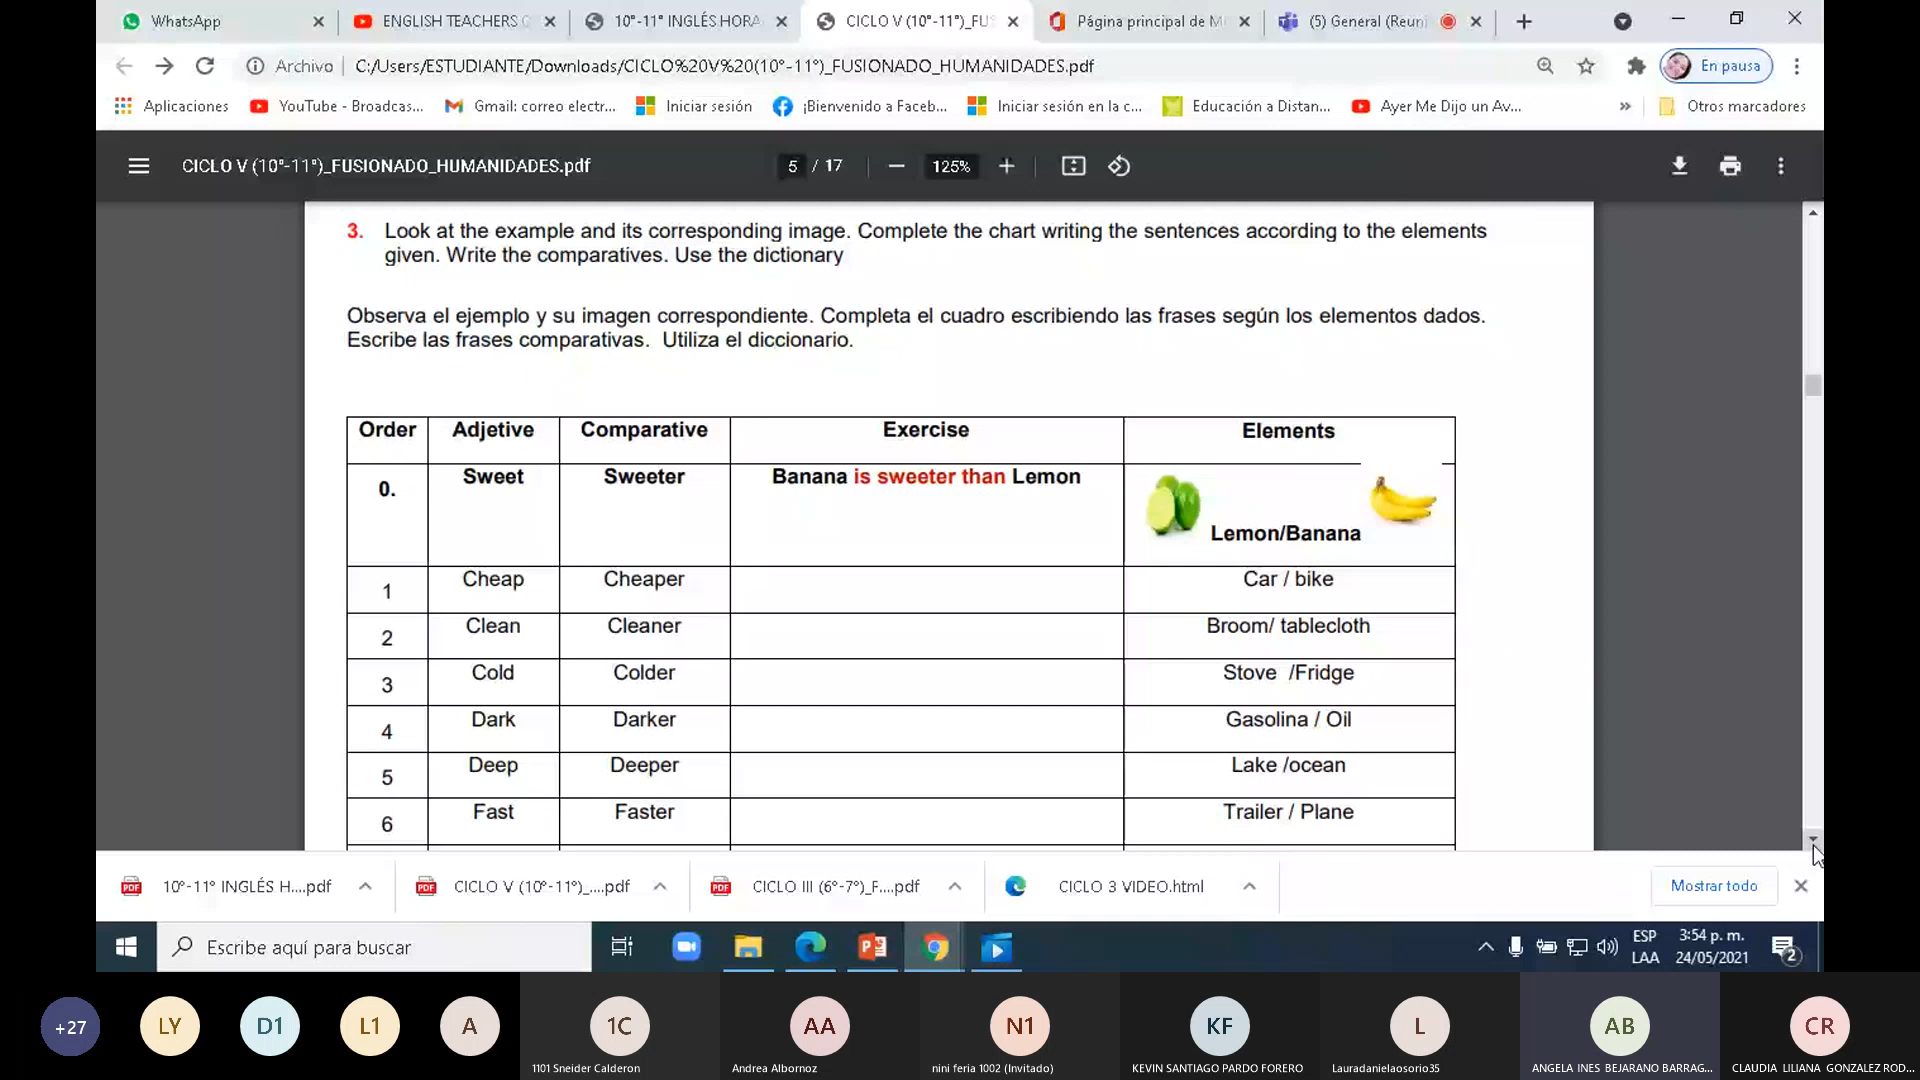 WhatsApp
ENGLISH TEACHERS
10°-11° INGLÉS HORA
CICLO V (10°-11°)_FUS
Página principal de M
(5) General (Reuni
Archivo
C:/Users/ESTUDIANTE/Downloads/CICLO%20V%20(10°-11°)_FUSIONADO_HUMANIDADES.pdf
En pausa
Aplicaciones
YouTube - Broadcas...
Gmail: correo electr...
Iniciar sesión
¡Bienvenido a Faceb...
Iniciar sesión en la c...
Educación a Distan...
Ayer Me Dijo un Av...
»
Otros marcadores
CICLO V (10°-11°)_FUSIONADO_HUMANIDADES.pdf
5 / 17
125%
3. Look at the example and its corresponding image. Complete the chart writing the sentences according to the elements
given. Write the comparatives. Use the dictionary
Observa el ejemplo y su imagen correspondiente. Completa el cuadro escribiendo las frases según los elementos dados.
Escribe las frases comparativas. Utiliza el diccionario.
Order Adjetive Comparative Exercise Elements
0. Sweet Sweeter Banana is sweeter than Lemon Lemon/Banana
1 Cheap Cheaper Car / bike
2 Clean Cleaner Broom/ tablecloth
3 Cold Colder Stove /Fridge
4 Dark Darker Gasolina / Oil
5 Deep Deeper Lake /ocean
6 Fast Faster Trailer / Plane
PDF 10°-11° INGLÉS H....pdf
PDF CICLO V (10°-11°)_....pdf
PDF CICLO III (6°-7°)_F....pdf
CICLO 3 VIDEO.html
Mostrar todo
Escribe aquí para buscar
ESP
LAA
3:54 p. m.
24/05/2021
2
+27
LY
D1
L1
A
1C
1101 Sneider Calderon
AA
Andrea Albornoz
N1
nini feria 1002 (Invitado)
KF
KEVIN SANTIAGO PARDO FORERO
L
Lauradanielaosorio35
AB
ANGELA INES BEJARANO BARRAG...
CR
CLAUDIA LILIANA GONZALEZ ROD...